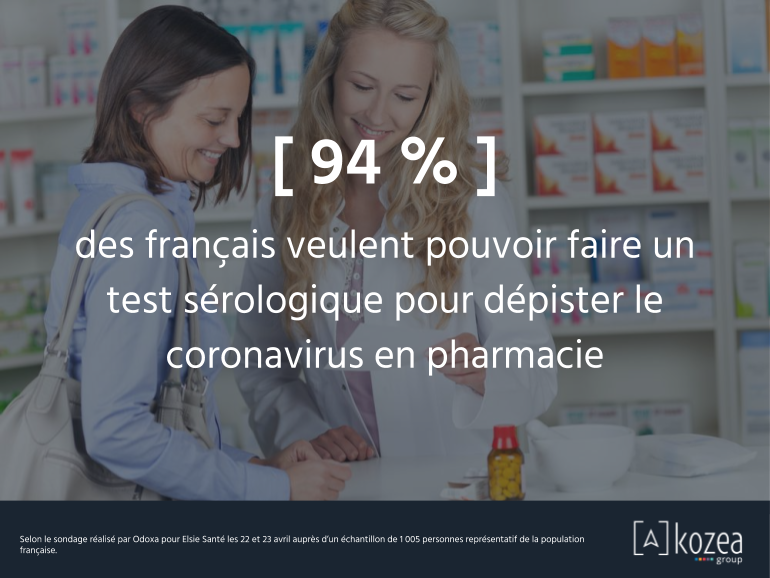 [ 94 % ]
des français veulent pouvoir faire un
test sérologique pour dépister le
coronavirus en pharmacie
Selon le sondage réalisé par Odoxa pour Elsie Santé les 22 et 23 avril auprès d'un échantillon de 1 005 personnes représentatif de la population
française.
[A] kozea
group